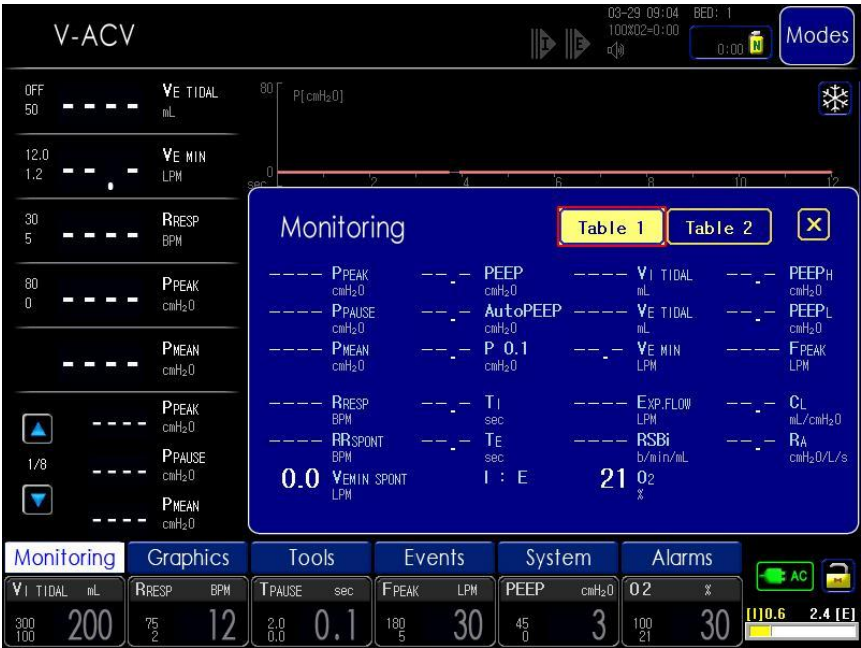 V-ACV
03-29 09:04 BED: 1
100%O2=0:00
I E
0:00 N
Modes
OFF
50 ---- VE TIDAL
mL
12.0
1.2 --.- VE MIN
LPM
30
5 ---- RRESP
BPM
80
0 ---- PPEAK
cmH2O
---- PMEAN
cmH2O
---- PPEAK
cmH2O
1/8
---- PPAUSE
cmH2O
---- PMEAN
cmH2O
80 P[cmH2O]
0
sec 2 4 6 8 10 12
Monitoring Table 1 Table 2 X
---- PPEAK --.- PEEP ---- VI TIDAL --.- PEEPH
cmH2O cmH2O mL cmH2O
---- PPAUSE --.- AutoPEEP ---- VE TIDAL --.- PEEPL
cmH2O cmH2O mL cmH2O
---- PMEAN --.- P 0.1 --.- VE MIN ---- FPEAK
cmH2O cmH2O LPM LPM
---- RRESP --.- TI ---- EXP.FLOW --.- CL
BPM sec LPM mL/cmH2O
---- RRSPONT --.- TE ---- RSBi --.- RA
BPM sec b/min/mL cmH2O/L/s
0.0 VEMIN SPONT I : E 21 O2
LPM %
Monitoring Graphics Tools Events System Alarms
VI TIDAL mL RRESP BPM TPAUSE sec FPEAK LPM PEEP cmH2O O2 %
300 75 2.0 180 45 100
100 200 2 12 0.0 0.1 5 30 0 3 21 30
AC
[I]0.6 2.4 [E]